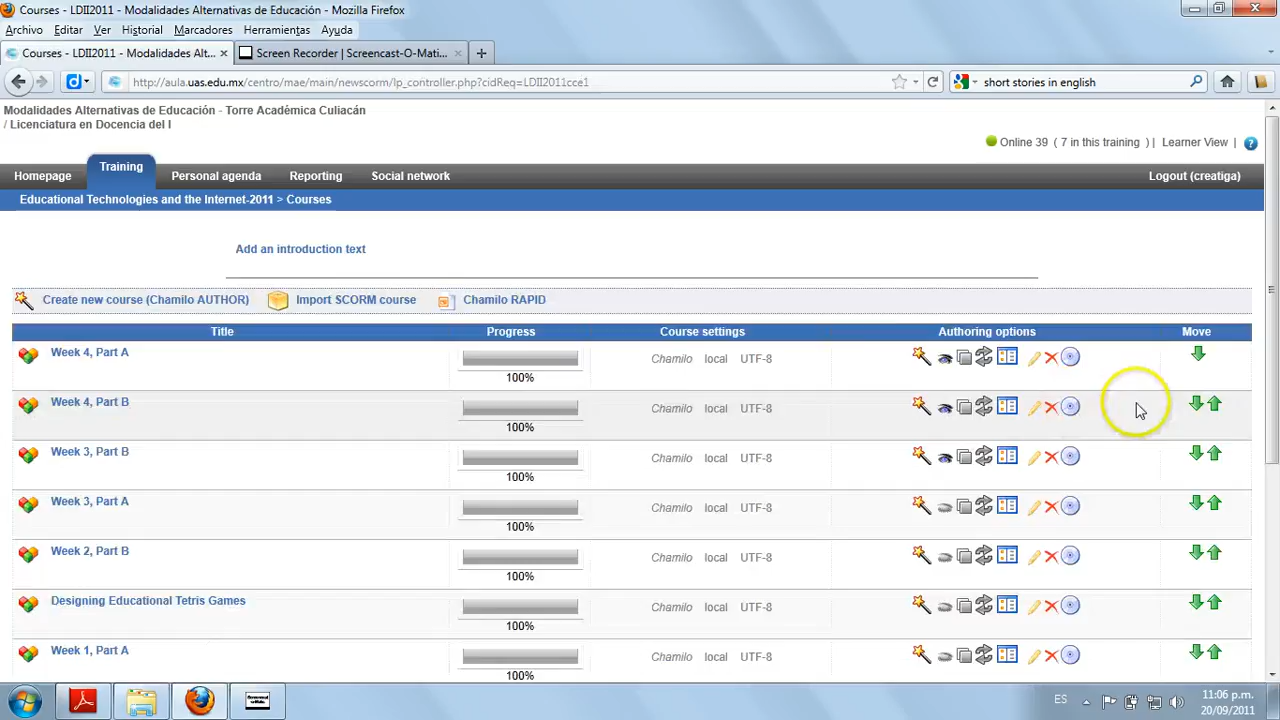 Courses - LDII2011 - Modalidades Alternativas de Educación - Mozilla Firefox
Archivo Editar Ver Historial Marcadores Herramientas Ayuda
Courses - LDII2011 - Modalidades Alt... × Screen Recorder | Screencast-O-Mati... ×
http://aula.uas.edu.mx/centro/mae/main/newscorm/lp_controller.php?cidReq=LDII2011cce1 short stories in english
Modalidades Alternativas de Educación - Torre Académica Culiacán
/ Licenciatura en Docencia del I
Online 39 ( 7 in this training ) | Learner View |
Homepage Training Personal agenda Reporting Social network Logout (creatiga)
Educational Technologies and the Internet-2011 > Courses
Add an introduction text
Create new course (Chamilo AUTHOR) Import SCORM course Chamilo RAPID
Title Progress Course settings Authoring options Move
Week 4, Part A Chamilo local UTF-8
100%
Week 4, Part B Chamilo local UTF-8
100%
Week 3, Part B Chamilo local UTF-8
100%
Week 3, Part A Chamilo local UTF-8
100%
Week 2, Part B Chamilo local UTF-8
100%
Designing Educational Tetris Games Chamilo local UTF-8
100%
Week 1, Part A Chamilo local UTF-8
100%
ES 11:06 p.m.
20/09/2011